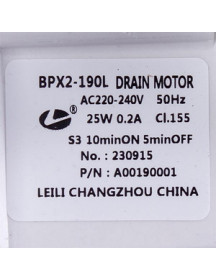 BPX2-190L DRAIN MOTOR
AC220-240V 50Hz
25W 0.2A Cl.155
S3 10minON 5minOFF
No.: 230915
P/N: A00190001
LEILI CHANGZHOU CHINA